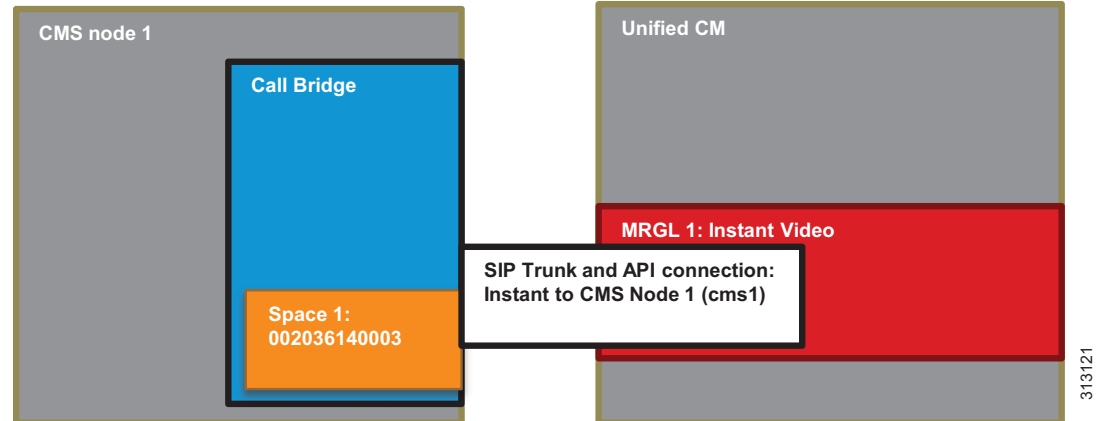 CMS node 1
Unified CM
Call Bridge
MRGL 1: Instant Video
SIP Trunk and API connection:
Instant to CMS Node 1 (cms1)
Space 1:
002036140003
313121